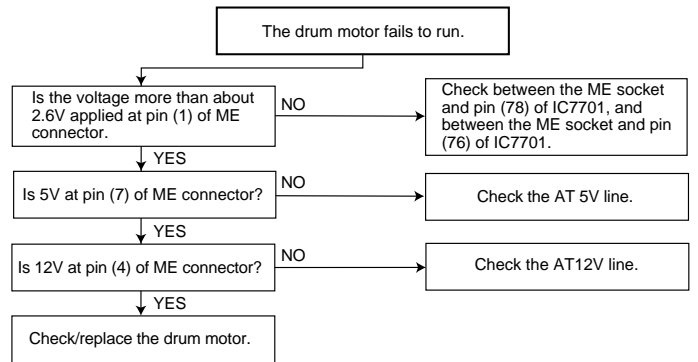 The drum motor fails to run.
Is the voltage more than about
2.6V applied at pin (1) of ME
connector.
NO
Check between the ME socket
and pin (78) of IC7701, and
between the ME socket and pin
(76) of IC7701.
YES
Is 5V at pin (7) of ME connector?
NO
Check the AT 5V line.
YES
Is 12V at pin (4) of ME connector?
NO
Check the AT12V line.
YES
Check/replace the drum motor.